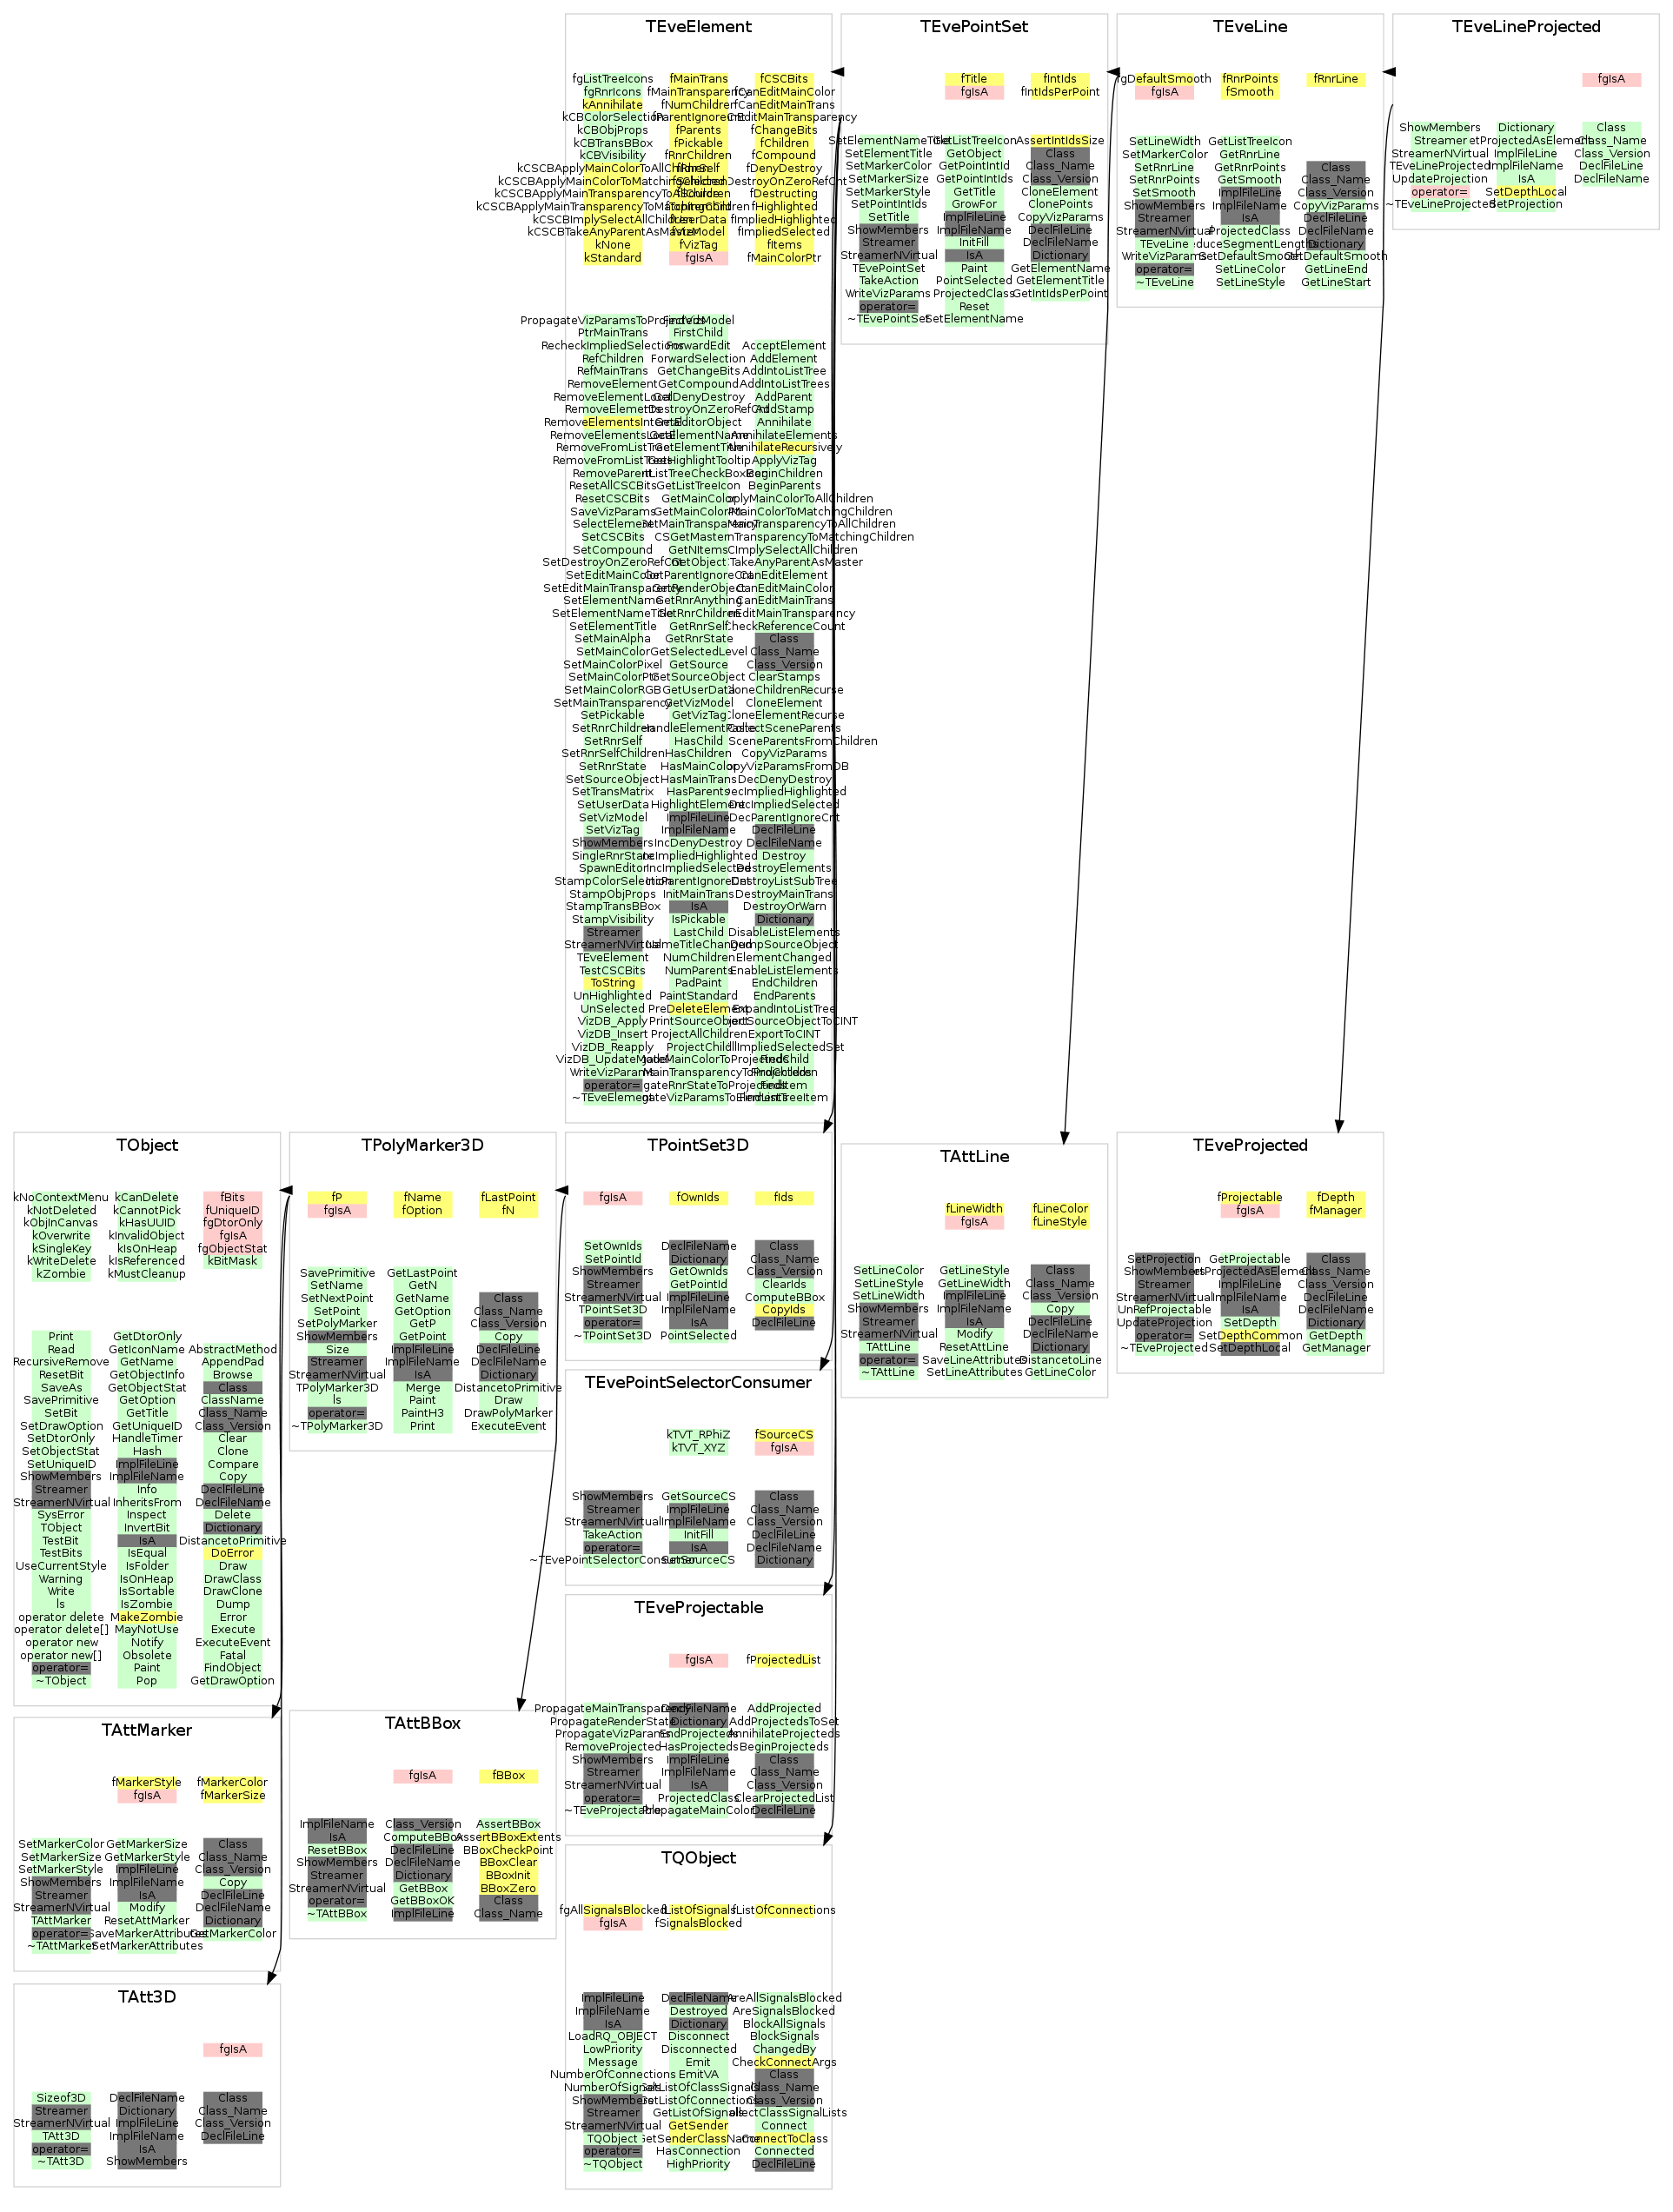 TEveElement
fgListTreeIcons
fgRnrIcons
kAnnihilate
kCBColorSelection
kCBObjProps
kCBTransBBox
kCBVisibility
kCSCBApplyMainColorToAllChildren
kCSCBApplyMainColorToMatchingChildren
kCSCBApplyMainTransparencyToAllChildren
kCSCBApplyMainTransparencyToMatchingChildren
kCSCBImplySelectAllChildren
kCSCBTakeAnyParentAsMaster
kNone
kStandard
fMainTrans
fMainTransparency
fNumChildren
fParentIgnoreCnt
fParents
fPickable
fRnrChildren
fRnrSelf
fUserData
fVizModel
fVizTag
fgIsA
fCSCBits
fCanEditMainColor
fCanEditMainTrans
fChangeBits
fChildren
fCompound
fDenyDestroy
fDestructing
fHighlighted
fImpliedHighlighted
fImpliedSelected
fItems
fMainColorPtr
PtrMainTrans
RecheckImpliedSelections
RefChildren
RefMainTrans
RemoveElement
RemoveElementLocal
RemoveElements
RemoveElementsInternal
RemoveElementsLocal
RemoveFromListTree
RemoveFromListTrees
RemoveParent
ResetAllCSCBits
ResetCSCBits
SaveVizParams
SelectElement
SetCSCBits
SetCompound
SetDestroyOnZeroRefCnt
SetEditMainColor
SetEditMainTransparency
SetElementName
SetElementNameTitle
SetElementTitle
SetMainAlpha
SetMainColor
SetMainColorPixel
SetMainColorPtr
SetMainColorRGB
SetMainTransparency
SetPickable
SetRnrChildren
SetRnrSelf
SetRnrSelfChildren
SetRnrState
SetSourceObject
SetTransMatrix
SetUserData
SetVizModel
SetVizTag
ShowMembers
SingleRnrState
SpawnEditor
StampColorSelection
StampObjProps
StampTransBBox
StampVisibility
Streamer
StreamerNVirtual
TEveElement
TestCSCBits
ToString
UnHighlighted
UnSelected
VizDB_Apply
VizDB_Insert
VizDB_Reapply
VizDB_UpdateModel
WriteVizParams
operator=
~TEveElement
FindVizModel
FirstChild
ForwardEdit
ForwardSelection
GetChangeBits
GetCompound
GetDenyDestroy
GetEditorObject
GetElementName
GetElementTitle
GetHighlightTooltip
GetListTreeIcon
GetMainColor
GetMainColorPtr
GetMainTransparency
GetMaster
GetNItems
GetObject
GetParentIgnoreCnt
GetRenderObject
GetRnrAnything
GetRnrChildren
GetRnrSelf
GetRnrState
GetSelectedLevel
GetSource
GetSourceObject
GetUserData
GetVizModel
GetVizTag
HandleElementPaste
HasChild
HasChildren
HasMainColor
HasMainTrans
HasParents
HighlightElement
ImplFileLine
ImplFileName
IncDenyDestroy
IncImpliedHighlighted
IncImpliedSelected
IncParentIgnoreCnt
InitMainTrans
IsA
IsPickable
LastChild
NameTitleChanged
NumChildren
NumParents
PadPaint
PaintStandard
PreDeleteElement
PrintSourceObject
ProjectAllChildren
ProjectChild
AcceptElement
AddElement
AddIntoListTree
AddIntoListTrees
AddParent
AddStamp
Annihilate
AnnihilateElements
AnnihilateRecursively
ApplyVizTag
BeginChildren
BeginParents
CanEditElement
CanEditMainColor
CanEditMainTrans
CheckReferenceCount
Class
Class_Name
Class_Version
ClearStamps
CloneChildrenRecurse
CloneElement
CloneElementRecurse
CollectSceneParents
CopyVizParams
CopyVizParamsFromDB
DecDenyDestroy
DecImpliedHighlighted
DecImpliedSelected
DecParentIgnoreCnt
DeclFileLine
DeclFileName
Destroy
DestroyElements
DestroyListSubTree
DestroyMainTrans
DestroyOrWarn
Dictionary
DisableListElements
DumpSourceObject
ElementChanged
EnableListElements
EndChildren
EndParents
ExpandIntoListTree
ExportToCINT
FindChild
FindChildren
FindItem
FindListTreeItem
TEvePointSet
fTitle
fgIsA
fIntIds
fIntIdsPerPoint
SetElementNameTitle
SetElementTitle
SetMarkerColor
SetMarkerSize
SetMarkerStyle
SetPointIntIds
SetTitle
ShowMembers
Streamer
StreamerNVirtual
TEvePointSet
TakeAction
WriteVizParams
operator=
~TEvePointSet
GetListTreeIcon
GetObject
GetPointIntId
GetPointIntIds
GetTitle
GrowFor
ImplFileLine
ImplFileName
InitFill
IsA
Paint
PointSelected
ProjectedClass
Reset
SetElementName
AssertIntIdsSize
Class
Class_Name
Class_Version
CloneElement
ClonePoints
CopyVizParams
DeclFileLine
DeclFileName
Dictionary
GetElementName
GetElementTitle
GetIntIdsPerPoint
TEveLine
fgDefaultSmooth
fgIsA
fRnrPoints
fSmooth
fRnrLine
SetLineWidth
SetMarkerColor
SetRnrLine
SetRnrPoints
SetSmooth
ShowMembers
Streamer
StreamerNVirtual
TEveLine
WriteVizParams
operator=
~TEveLine
GetListTreeIcon
GetRnrLine
GetRnrPoints
GetSmooth
ImplFileLine
ImplFileName
IsA
ProjectedClass
ReduceSegmentLengths
SetDefaultSmooth
SetLineColor
SetLineStyle
Class
Class_Name
Class_Version
CopyVizParams
DeclFileLine
DeclFileName
Dictionary
GetDefaultSmooth
GetLineEnd
GetLineStart
TEveLineProjected
fgIsA
ShowMembers
Streamer
StreamerNVirtual
TEveLineProjected
UpdateProjection
operator=
~TEveLineProjected
Dictionary
GetProjectedAsElement
ImplFileLine
ImplFileName
IsA
SetDepthLocal
SetProjection
Class
Class_Name
Class_Version
DeclFileLine
DeclFileName
TObject
kNoContextMenu
kNotDeleted
kObjInCanvas
kOverwrite
kSingleKey
kWriteDelete
kZombie
kCanDelete
kCannotPick
kHasUUID
kInvalidObject
kIsOnHeap
kIsReferenced
kMustCleanup
fBits
fUniqueID
fgDtorOnly
fgIsA
fgObjectStat
kBitMask
Print
Read
RecursiveRemove
ResetBit
SaveAs
SavePrimitive
SetBit
SetDrawOption
SetDtorOnly
SetObjectStat
SetUniqueID
ShowMembers
Streamer
StreamerNVirtual
SysError
TObject
TestBit
TestBits
UseCurrentStyle
Warning
Write
ls
operator delete
operator delete[]
operator new
operator new[]
operator=
~TObject
GetDtorOnly
GetIconName
GetName
GetObjectInfo
GetObjectStat
GetOption
GetTitle
GetUniqueID
HandleTimer
Hash
ImplFileLine
ImplFileName
Info
InheritsFrom
Inspect
InvertBit
IsA
IsEqual
IsFolder
IsOnHeap
IsSortable
IsZombie
MakeZombie
MayNotUse
Notify
Obsolete
Paint
Pop
AbstractMethod
AppendPad
Browse
Class
ClassName
Class_Name
Class_Version
Clear
Clone
Compare
Copy
DeclFileLine
DeclFileName
Delete
Dictionary
DistancetoPrimitive
DoError
Draw
DrawClass
DrawClone
Dump
Error
Execute
ExecuteEvent
Fatal
FindObject
GetDrawOption
TPolyMarker3D
fP
fgIsA
fName
fOption
fLastPoint
fN
SavePrimitive
SetName
SetNextPoint
SetPoint
SetPolyMarker
ShowMembers
Size
Streamer
StreamerNVirtual
TPolyMarker3D
ls
operator=
~TPolyMarker3D
GetLastPoint
GetN
GetName
GetOption
GetP
GetPoint
ImplFileLine
ImplFileName
IsA
Merge
Paint
PaintH3
Print
Class
Class_Name
Class_Version
Copy
DeclFileLine
DeclFileName
Dictionary
DistancetoPrimitive
Draw
DrawPolyMarker
ExecuteEvent
TPointSet3D
fgIsA
fOwnIds
fIds
SetOwnIds
SetPointId
ShowMembers
Streamer
StreamerNVirtual
TPointSet3D
operator=
~TPointSet3D
DeclFileName
Dictionary
GetOwnIds
GetPointId
ImplFileLine
ImplFileName
IsA
PointSelected
Class
Class_Name
Class_Version
ClearIds
ComputeBBox
CopyIds
DeclFileLine
TAttLine
fLineWidth
fgIsA
fLineColor
fLineStyle
SetLineColor
SetLineStyle
SetLineWidth
ShowMembers
Streamer
StreamerNVirtual
TAttLine
operator=
~TAttLine
GetLineStyle
GetLineWidth
ImplFileLine
ImplFileName
IsA
Modify
ResetAttLine
SaveLineAttributes
SetLineAttributes
Class
Class_Name
Class_Version
Copy
DeclFileLine
DeclFileName
Dictionary
DistancetoLine
GetLineColor
TEveProjected
fProjectable
fgIsA
fDepth
fManager
SetProjection
ShowMembers
Streamer
StreamerNVirtual
UnRefProjectable
UpdateProjection
operator=
~TEveProjected
GetProjectable
GetProjectedAsElement
ImplFileLine
ImplFileName
IsA
SetDepth
SetDepthCommon
SetDepthLocal
Class
Class_Name
Class_Version
DeclFileLine
DeclFileName
Dictionary
GetDepth
GetManager
TEvePointSelectorConsumer
kTVT_RPhiZ
kTVT_XYZ
fSourceCS
fgIsA
ShowMembers
Streamer
StreamerNVirtual
TakeAction
operator=
~TEvePointSelectorConsumer
GetSourceCS
ImplFileLine
ImplFileName
InitFill
IsA
SetSourceCS
Class
Class_Name
Class_Version
DeclFileLine
DeclFileName
Dictionary
TEveProjectable
fgIsA
fProjectedList
PropagateMainTransparency
PropagateRenderState
PropagateVizParams
RemoveProjected
ShowMembers
Streamer
StreamerNVirtual
operator=
~TEveProjectable
DeclFileName
Dictionary
EndProjecteds
HasProjecteds
ImplFileLine
ImplFileName
IsA
ProjectedClass
PropagateMainColor
AddProjected
AddProjectedsToSet
AnnihilateProjecteds
BeginProjecteds
Class
Class_Name
Class_Version
ClearProjectedList
DeclFileLine
TAttMarker
fMarkerStyle
fgIsA
fMarkerColor
fMarkerSize
SetMarkerColor
SetMarkerSize
SetMarkerStyle
ShowMembers
Streamer
StreamerNVirtual
TAttMarker
operator=
~TAttMarker
GetMarkerSize
GetMarkerStyle
ImplFileLine
ImplFileName
IsA
Modify
ResetAttMarker
SaveMarkerAttributes
SetMarkerAttributes
Class
Class_Name
Class_Version
Copy
DeclFileLine
DeclFileName
Dictionary
GetMarkerColor
TAttBBox
fgIsA
fBBox
ImplFileName
IsA
ResetBBox
ShowMembers
Streamer
StreamerNVirtual
operator=
~TAttBBox
Class_Version
ComputeBBox
DeclFileLine
DeclFileName
Dictionary
GetBBox
GetBBoxOK
ImplFileLine
AssertBBox
AssertBBoxExtents
BBoxCheckPoint
BBoxClear
BBoxInit
BBoxZero
Class
Class_Name
TQObject
fgAllSignalsBlocked
fgIsA
fListOfSignals
fSignalsBlocked
fListOfConnections
ImplFileLine
ImplFileName
IsA
LoadRQ_OBJECT
LowPriority
Message
NumberOfConnections
NumberOfSignals
ShowMembers
Streamer
StreamerNVirtual
TQObject
operator=
~TQObject
DeclFileName
Destroyed
Dictionary
Disconnect
Disconnected
Emit
EmitVA
GetListOfClassSignals
GetListOfConnections
GetListOfSignals
GetSender
GetSenderClassName
HasConnection
HighPriority
AreAllSignalsBlocked
AreSignalsBlocked
BlockAllSignals
BlockSignals
ChangedBy
CheckConnectArgs
Class
Class_Name
Class_Version
CollectClassSignalLists
Connect
ConnectToClass
Connected
DeclFileLine
TAtt3D
fgIsA
Sizeof3D
Streamer
StreamerNVirtual
TAtt3D
operator=
~TAtt3D
DeclFileName
Dictionary
ImplFileLine
ImplFileName
IsA
ShowMembers
Class
Class_Name
Class_Version
DeclFileLine